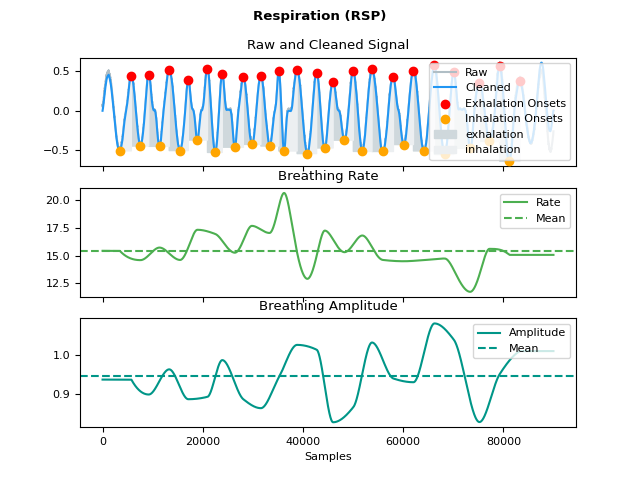 Respiration (RSP)
Raw and Cleaned Signal
0.5
0.0
−0.5
Raw
Cleaned
Exhalation Onsets
Inhalation Onsets
exhalation
inhalation
Breathing Rate
20.0
17.5
15.0
12.5
Rate
Mean
Breathing Amplitude
1.0
0.9
Amplitude
Mean
0 20000 40000 60000 80000
Samples